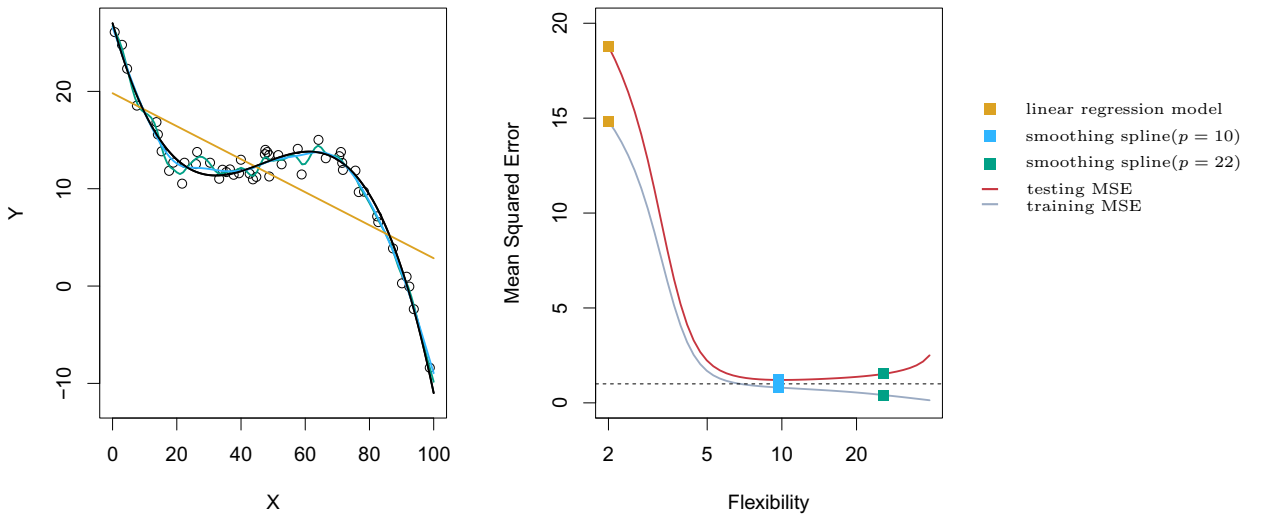 Y
20
10
0
-10
0
20
40
60
80
100
X
Mean Squared Error
20
15
10
5
0
2
5
10
20
Flexibility
linear regression model
smoothing spline(p = 10)
smoothing spline(p = 22)
testing MSE
training MSE